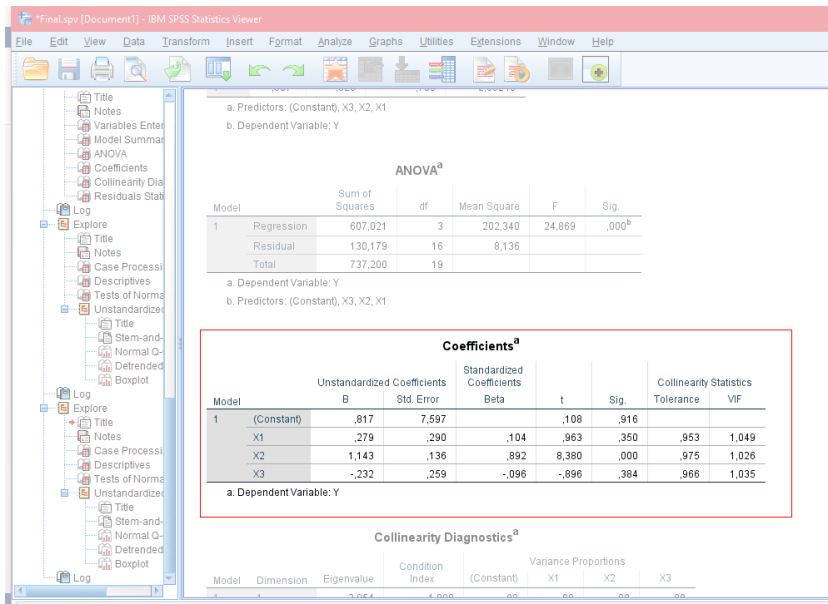 *Final.spv [Document1] - IBM SPSS Statistics Viewer
File Edit View Data Transform Insert Format Analyze Graphs Utilities Extensions Window Help
Title
Notes
Variables Enter
Model Summar
ANOVA
Coefficients
Collinearity Dia
Residuals Stati
Log
Explore
Title
Notes
Case Processi
Descriptives
Tests of Norma
Unstandardized
Title
Stem-and-
Normal Q-
Detrended
Boxplot
Log
Explore
Title
Notes
Case Processi
Descriptives
Tests of Norma
Unstandardized
Title
Stem-and-
Normal Q-
Detrended
Boxplot
Log
a. Predictors: (Constant), X3, X2, X1
b. Dependent Variable: Y
ANOVAa
Model Sum of Squares df Mean Square F Sig.
1 Regression 607,021 3 202,340 24,869 ,000b
Residual 130,179 16 8,136
Total 737,200 19
a. Dependent Variable: Y
b. Predictors: (Constant), X3, X2, X1
Coefficientsa
Unstandardized Coefficients Standardized Coefficients Collinearity Statistics
Model B Std. Error Beta t Sig. Tolerance VIF
1 (Constant) ,817 7,597 ,108 ,916
X1 ,279 ,290 ,104 ,963 ,350 ,953 1,049
X2 1,143 ,136 ,892 8,380 ,000 ,975 1,026
X3 -,232 ,259 -,096 -,896 ,384 ,966 1,035
a. Dependent Variable: Y
Collinearity Diagnosticsa
Variance Proportions
Model Dimension Eigenvalue Condition Index (Constant) X1 X2 X3